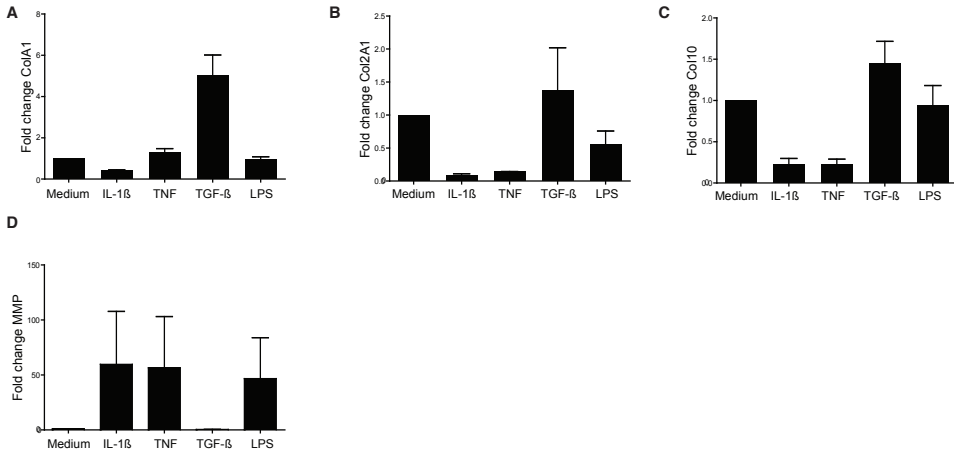 A
Fold change ColA1
8
6
4
2
0
Medium IL-1ß TNF TGF-ß LPS
B
Fold change Col2A1
2.5
2.0
1.5
1.0
0.5
0.0
Medium IL-1ß TNF TGF-ß LPS
C
Fold change Col10
2.0
1.5
1.0
0.5
0.0
Medium IL-1ß TNF TGF-ß LPS
D
Fold change MMP
150
100
50
0
Medium IL-1ß TNF TGF-ß LPS